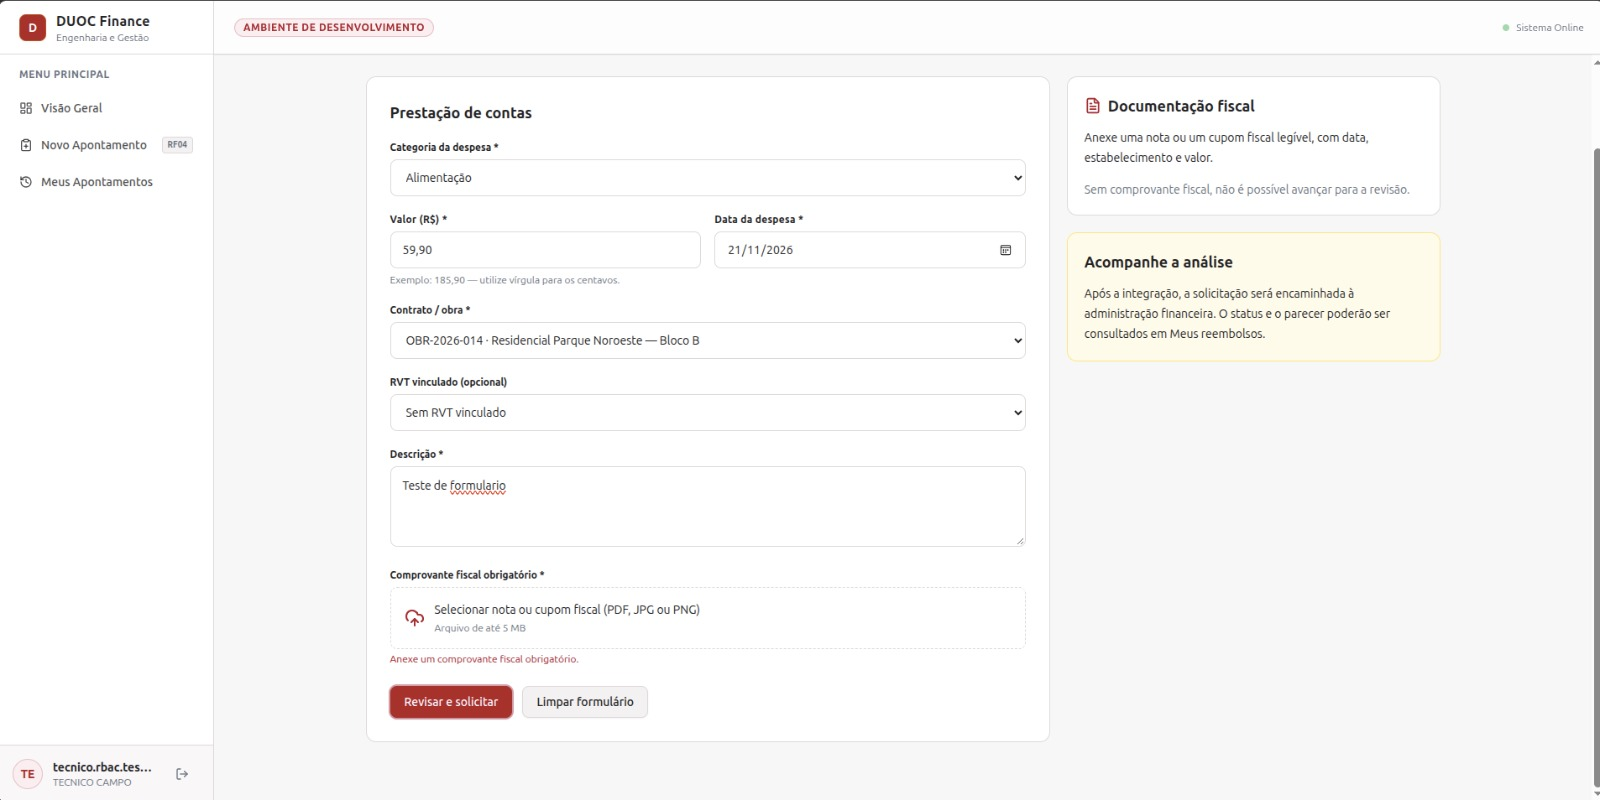 D
DUOC Finance
Engenharia e Gestão
AMBIENTE DE DESENVOLVIMENTO
Sistema Online
MENU PRINCIPAL
Visão Geral
Novo Apontamento RF04
Meus Apontamentos
Prestação de contas
Categoria da despesa *
Alimentação
Valor (R$) *
59,90
Exemplo: 185,90 — utilize vírgula para os centavos.
Data da despesa *
21/11/2026
Contrato / obra *
OBR-2026-014 · Residencial Parque Noroeste — Bloco B
RVT vinculado (opcional)
Sem RVT vinculado
Descrição *
Teste de formulario
Comprovante fiscal obrigatório *
Selecionar nota ou cupom fiscal (PDF, JPG ou PNG)
Arquivo de até 5 MB
Anexe um comprovante fiscal obrigatório.
Revisar e solicitar
Limpar formulário
Documentação fiscal
Anexe uma nota ou um cupom fiscal legível, com data,
estabelecimento e valor.
Sem comprovante fiscal, não é possível avançar para a revisão.
Acompanhe a análise
Após a integração, a solicitação será encaminhada à
administração financeira. O status e o parecer poderão ser
consultados em Meus reembolsos.
TE
tecnico.rbac.tes...
TECNICO CAMPO